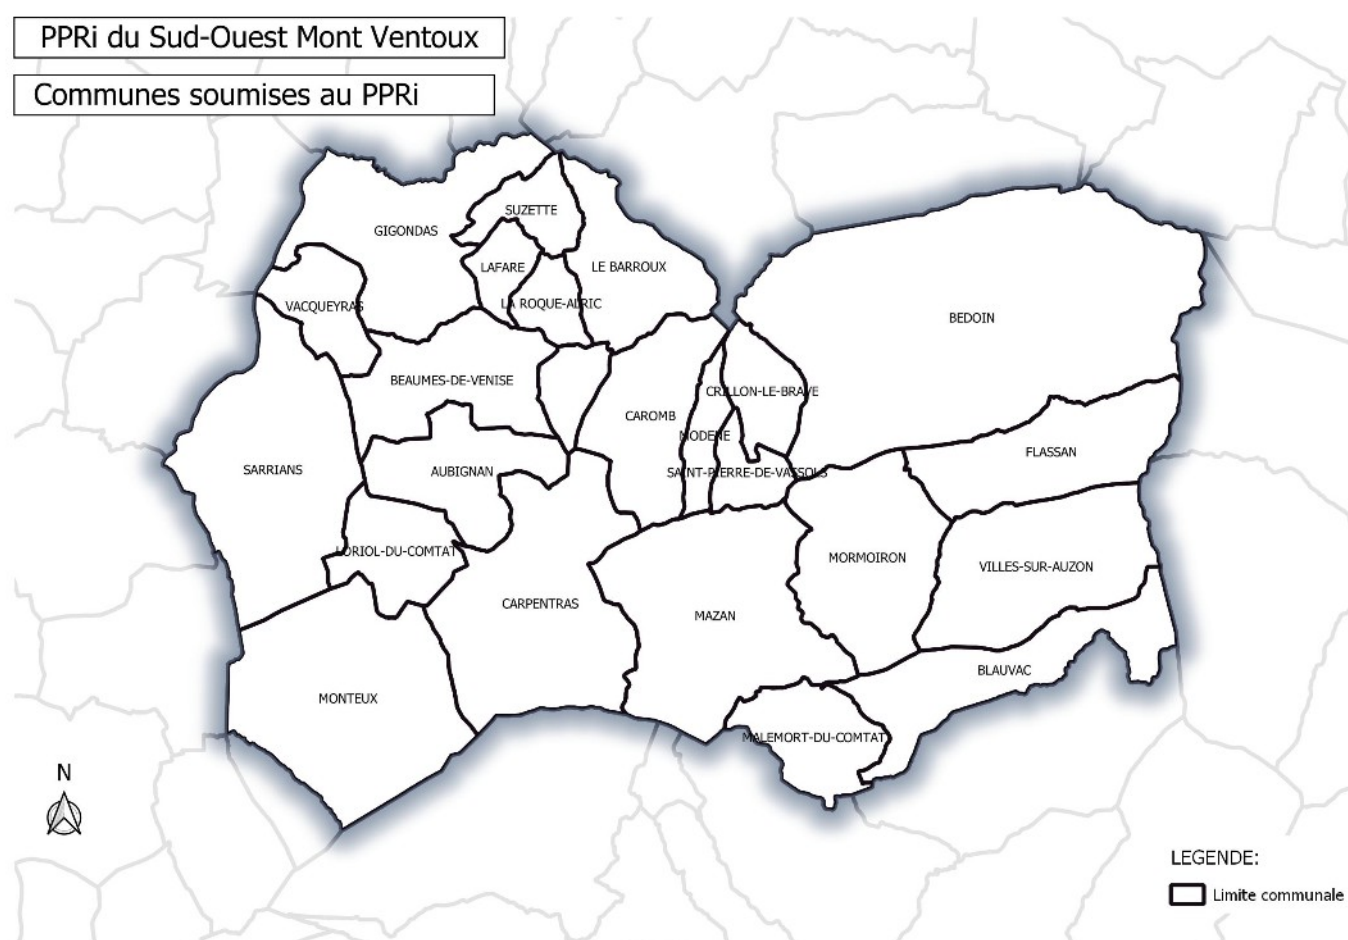 PPRi du Sud-Ouest Mont Ventoux
Communes soumises au PPRi
SUZETTE
GIGONDAS
LAFARE
LE BARROUX
VACQUEYRAS
LA ROQUE-ALRIC
BEDOIN
BEAUMES-DE-VENISE
CRILLON-LE-BRAVE
CAROMB
MODENE
FLASSAN
SARRIANS
AUBIGNAN
SAINT-PIERRE-DE-VASSOLS
LORIOL-DU-COMTAT
MORMOIRON
VILLES-SUR-AUZON
CARPENTRAS
MAZAN
BLAUVAC
MONTEUX
MALEMORT-DU-COMTAT
N
LEGENDE:
Limite communale